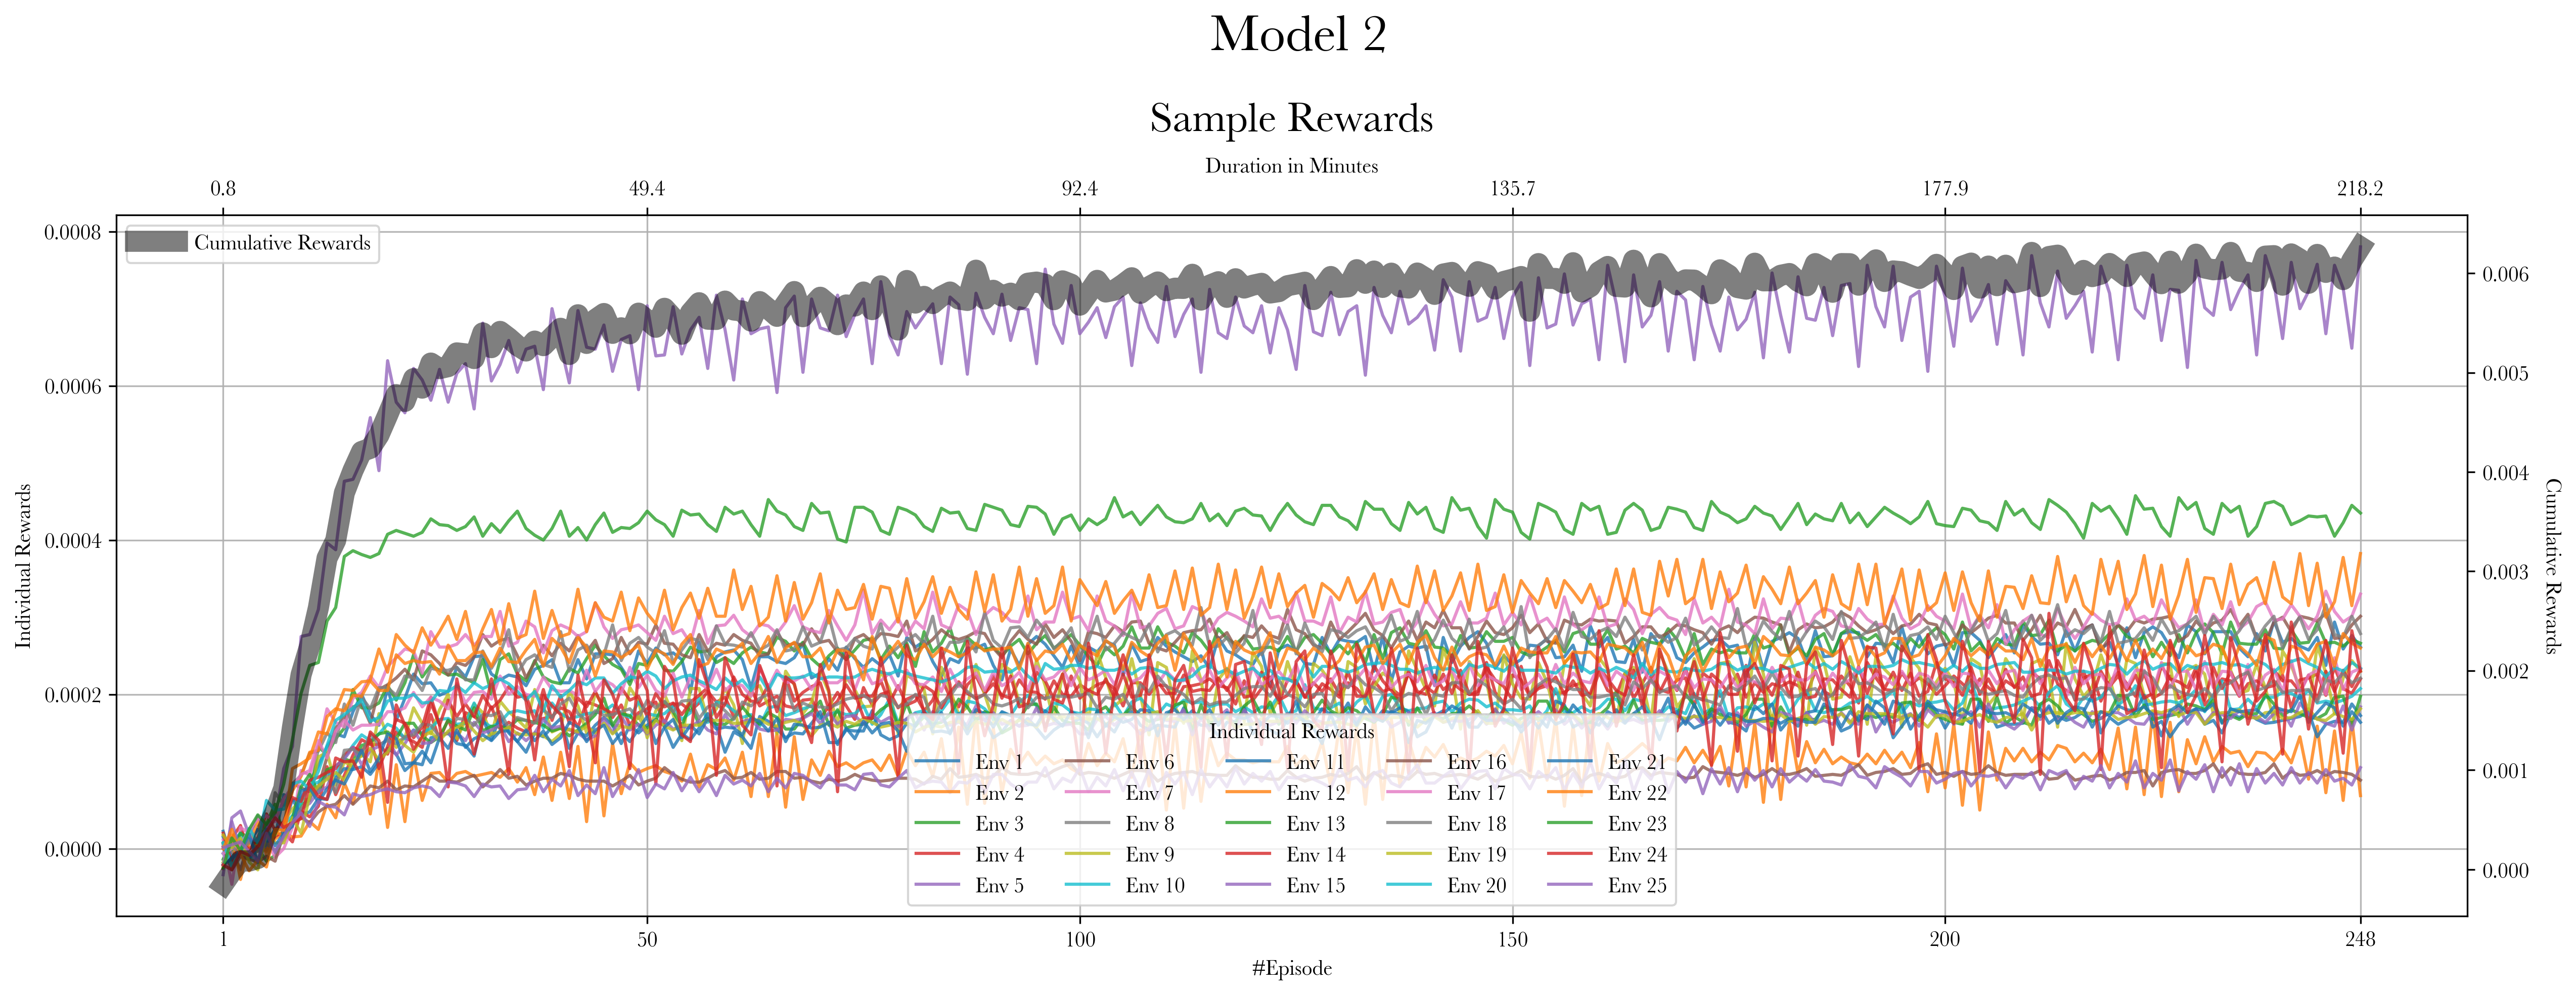 Model 2
Sample Rewards
Duration in Minutes
0.8 49.4 92.4 135.7 177.9 218.2
Cumulative Rewards
0.0008
0.0006
0.0004
0.0002
0.0000
Individual Rewards
0.006
0.005
0.004
0.003
0.002
0.001
0.000
Cumulative Rewards
Individual Rewards
Env 1 Env 6 Env 11 Env 16 Env 21
Env 2 Env 7 Env 12 Env 17 Env 22
Env 3 Env 8 Env 13 Env 18 Env 23
Env 4 Env 9 Env 14 Env 19 Env 24
Env 5 Env 10 Env 15 Env 20 Env 25
1 50 100 150 200 248
#Episode